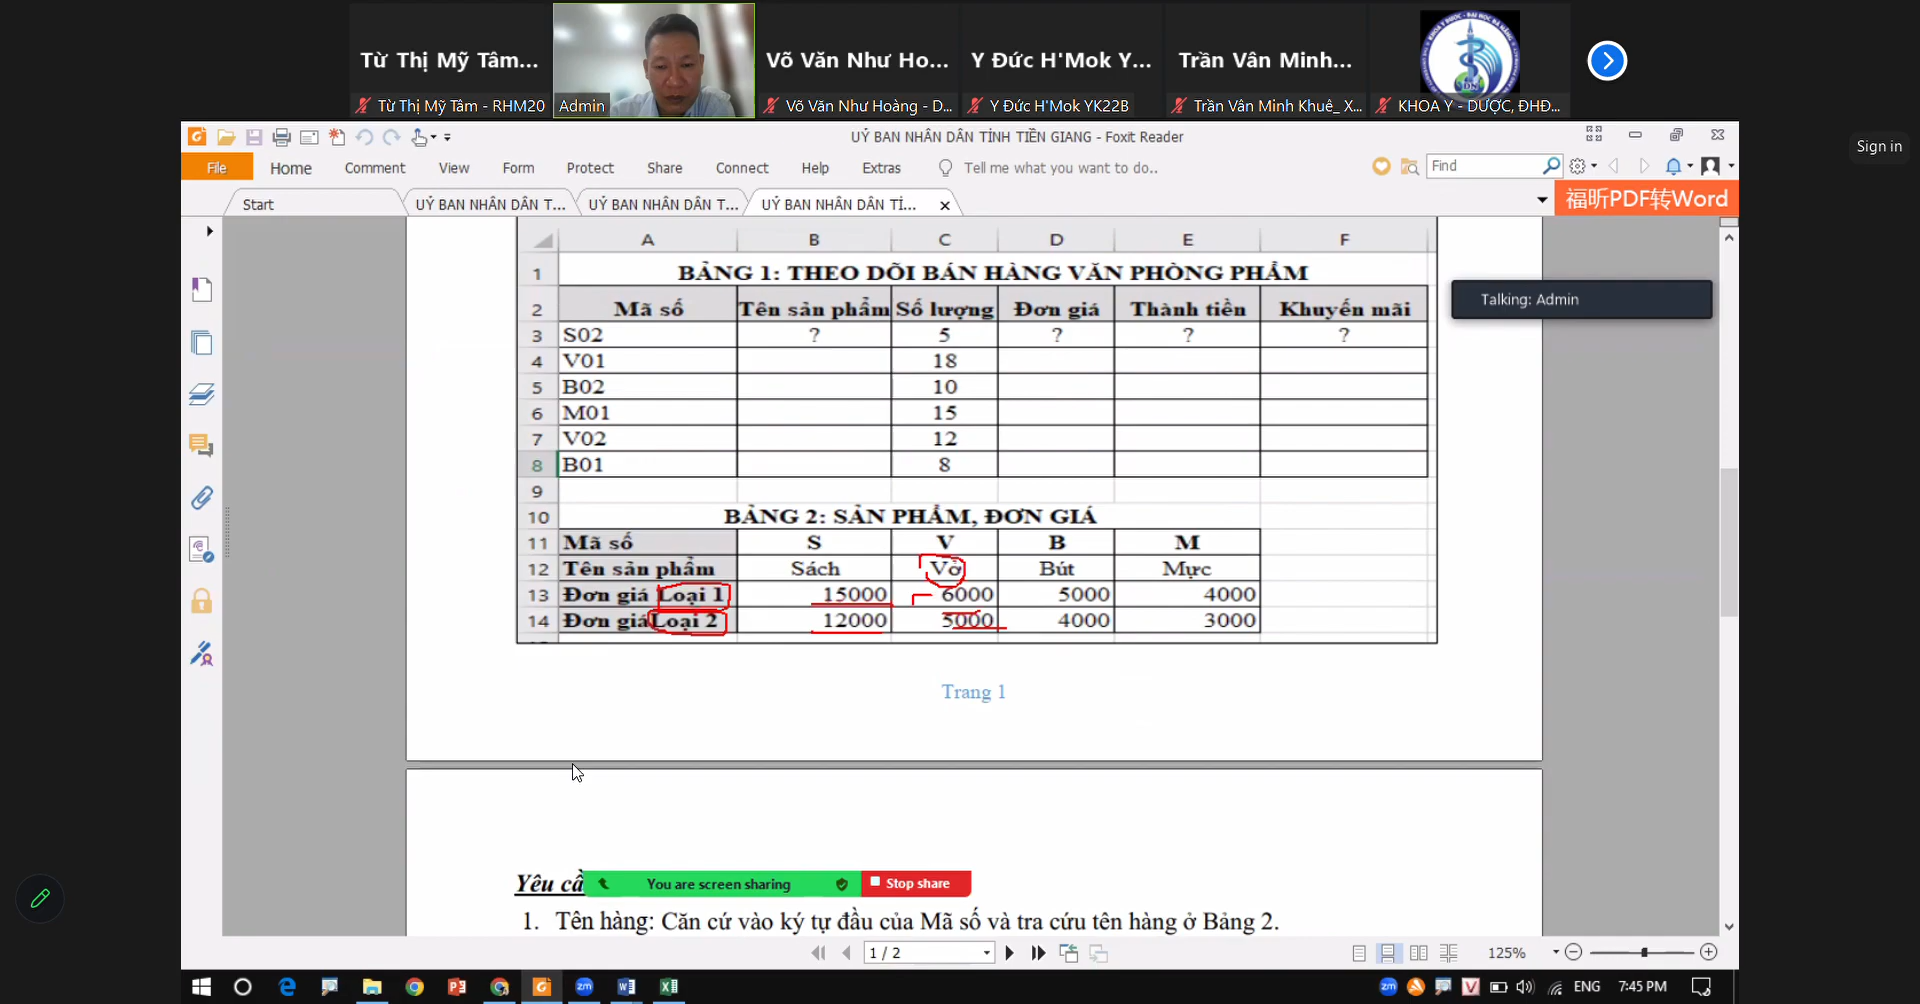 Từ Thị Mỹ Tâm...
Võ Văn Như Ho...
Y Đức H'Mok Y...
Trần Vân Minh...
Từ Thị Mỹ Tâm - RHM20
Admin
Võ Văn Như Hoàng - D...
Y Đức H'Mok YK22B
Trần Vân Minh Khuê_ X...
KHOA Y - DƯỢC, ĐHĐ...
Sign in
UỶ BAN NHÂN DÂN TỈNH TIỀN GIANG - Foxit Reader
File Home Comment View Form Protect Share Connect Help Extras Tell me what you want to do.. Find
Start
UỶ BAN NHÂN DÂN T...
UỶ BAN NHÂN DÂN T...
UỶ BAN NHÂN DÂN TỈ...
福昕PDF转Word
Talking: Admin
A B C D E F
1 BẢNG 1: THEO DÕI BÁN HÀNG VĂN PHÒNG PHẨM
2 Mã số Tên sản phẩm Số lượng Đơn giá Thành tiền Khuyến mãi
3 S02 ? 5 ? ? ?
4 V01 18
5 B02 10
6 M01 15
7 V02 12
8 B01 8
9
10 BẢNG 2: SẢN PHẨM, ĐƠN GIÁ
11 Mã số S V B M
12 Tên sản phẩm Sách Vở Bút Mực
13 Đơn giá Loại 1 15000 6000 5000 4000
14 Đơn giá Loại 2 12000 5000 4000 3000
Trang 1
Yêu cầ
You are screen sharing
Stop share
1. Tên hàng: Căn cứ vào ký tự đầu của Mã số và tra cứu tên hàng ở Bảng 2.
1 / 2
125%
ENG
7:45 PM